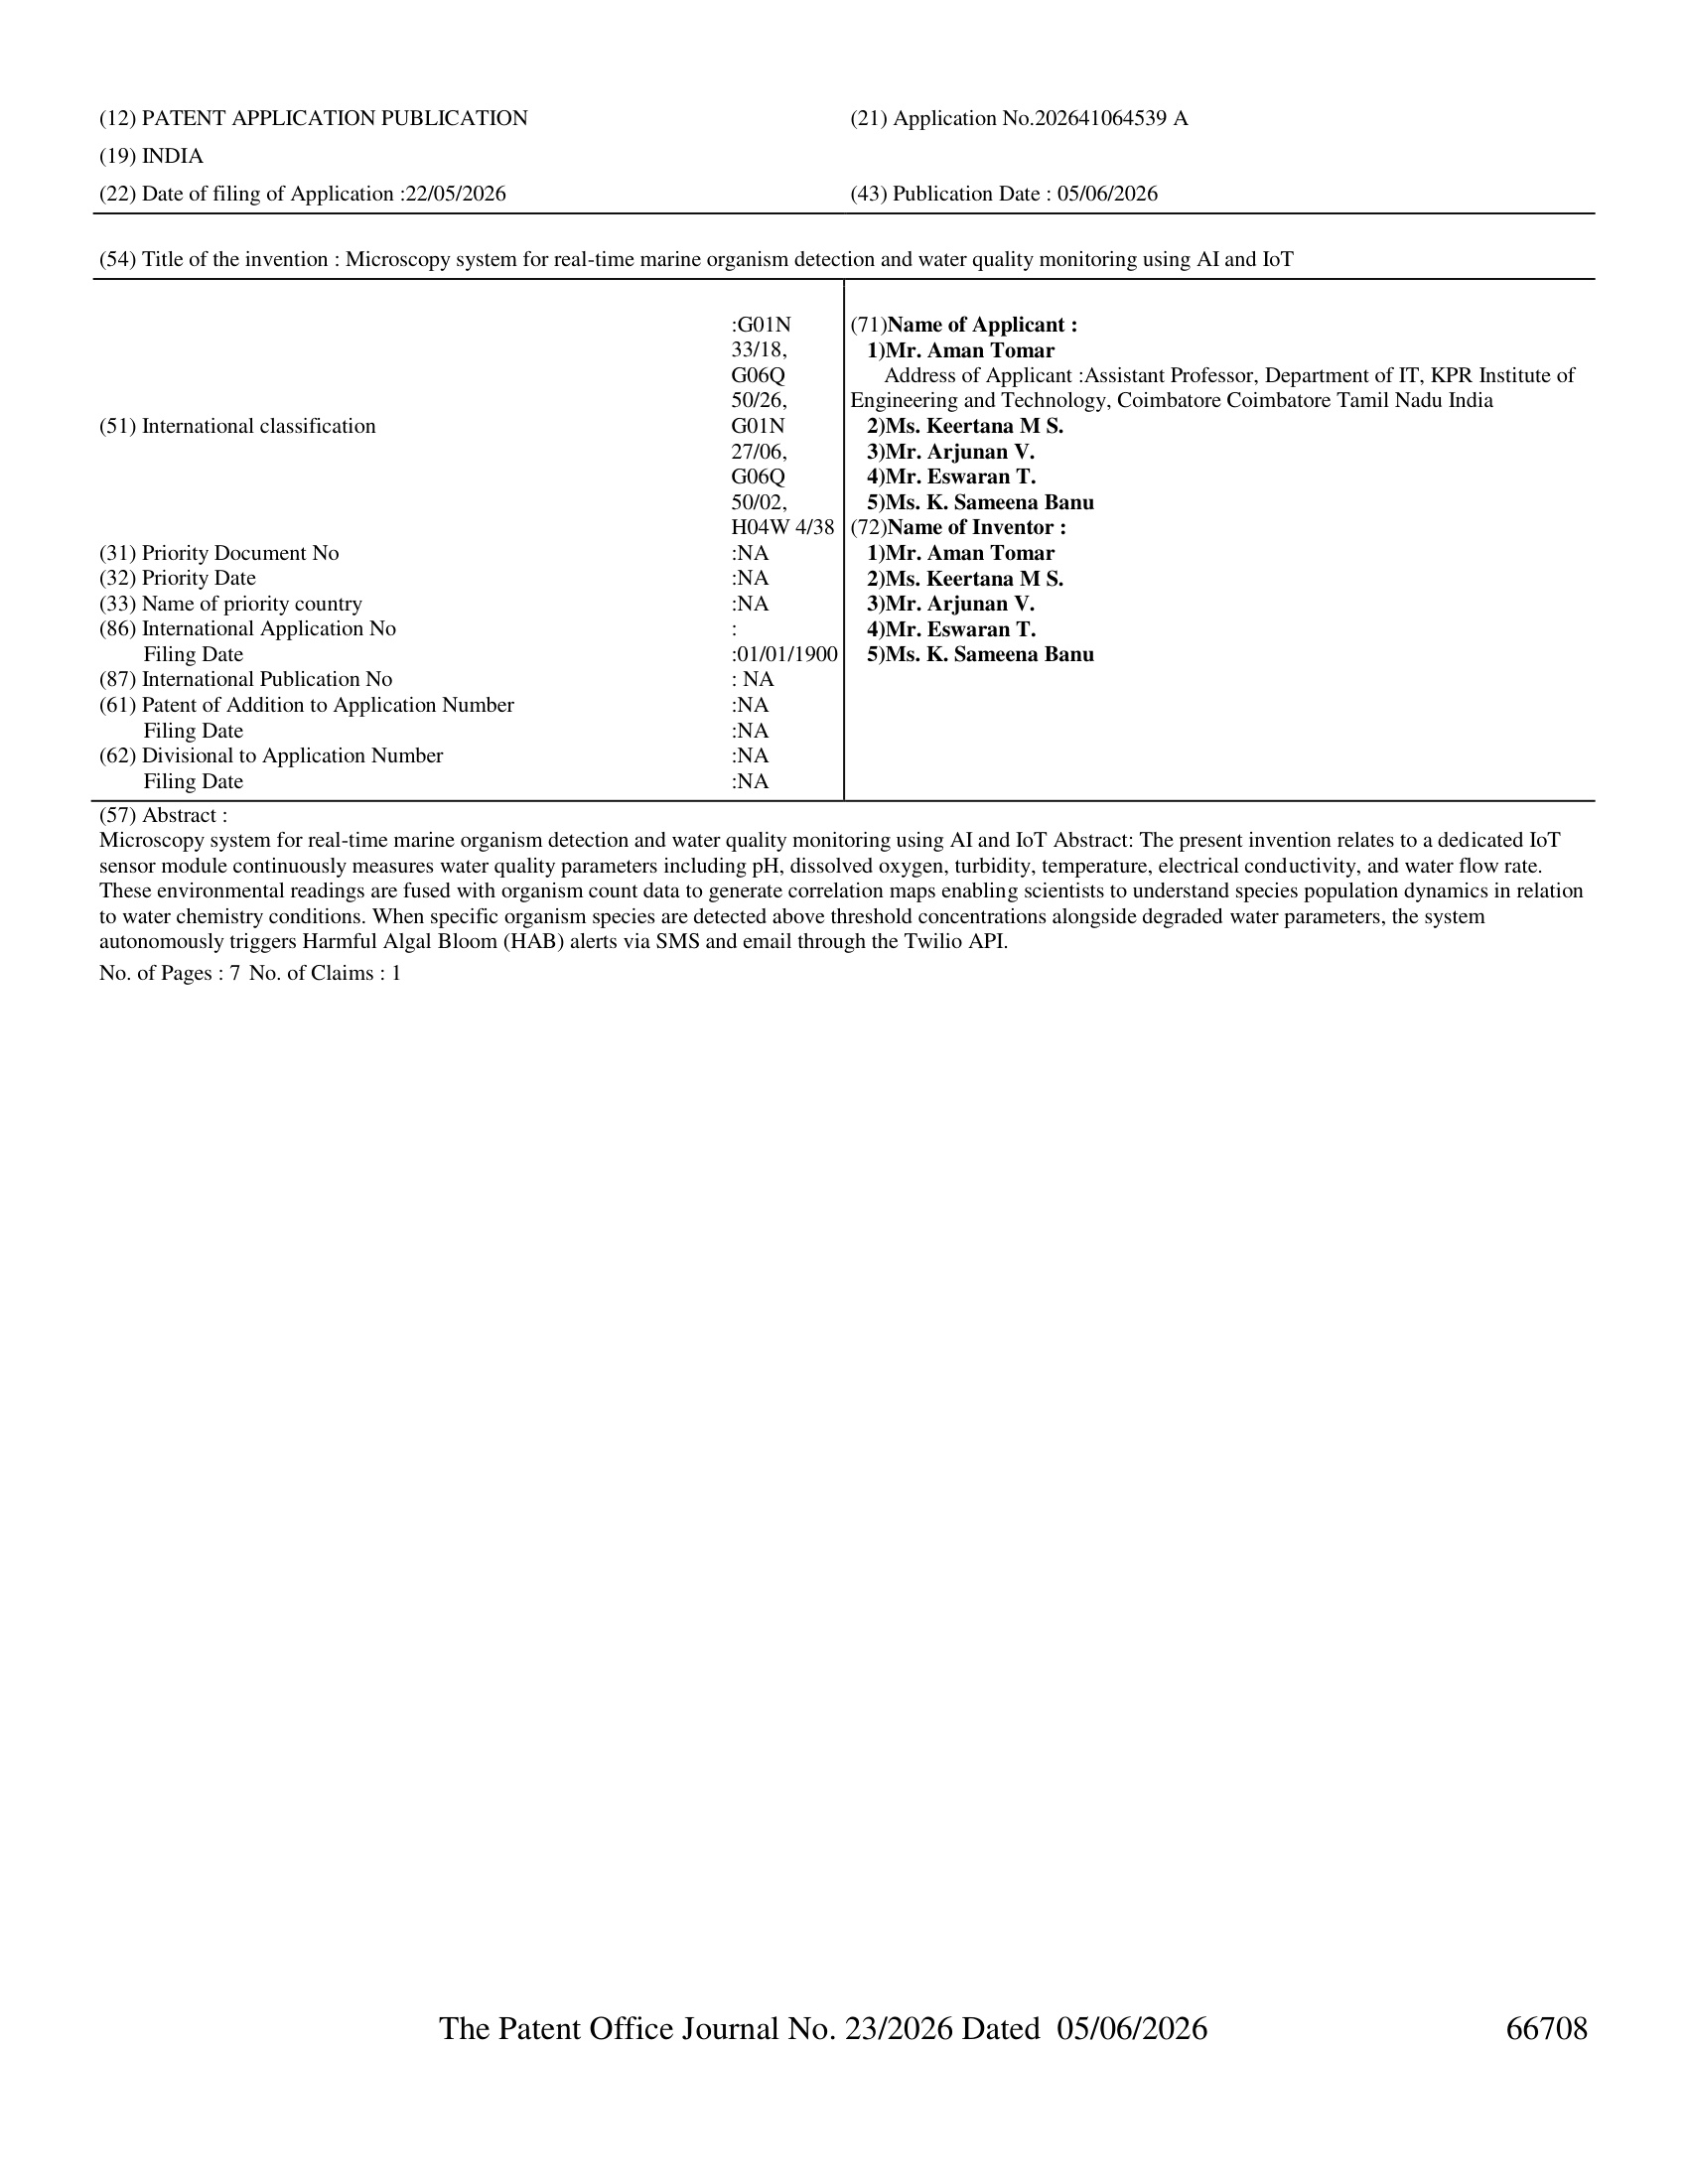 (12) PATENT APPLICATION PUBLICATION
(21) Application No.202641064539 A
(19) INDIA
(22) Date of filing of Application :22/05/2026
(43) Publication Date : 05/06/2026
(54) Title of the invention : Microscopy system for real-time marine organism detection and water quality monitoring using AI and IoT
(51) International classification
:G01N
33/18,
G06Q
50/26,
G01N
27/06,
G06Q
50/02,
H04W 4/38
(31) Priority Document No :NA
(32) Priority Date :NA
(33) Name of priority country :NA
(86) International Application No :
Filing Date :01/01/1900
(87) International Publication No : NA
(61) Patent of Addition to Application Number :NA
Filing Date :NA
(62) Divisional to Application Number :NA
Filing Date :NA
(71)Name of Applicant :
1)Mr. Aman Tomar
Address of Applicant :Assistant Professor, Department of IT, KPR Institute of
Engineering and Technology, Coimbatore Coimbatore Tamil Nadu India
2)Ms. Keertana M S.
3)Mr. Arjunan V.
4)Mr. Eswaran T.
5)Ms. K. Sameena Banu
(72)Name of Inventor :
1)Mr. Aman Tomar
2)Ms. Keertana M S.
3)Mr. Arjunan V.
4)Mr. Eswaran T.
5)Ms. K. Sameena Banu
(57) Abstract :
Microscopy system for real-time marine organism detection and water quality monitoring using AI and IoT Abstract: The present invention relates to a dedicated IoT
sensor module continuously measures water quality parameters including pH, dissolved oxygen, turbidity, temperature, electrical conductivity, and water flow rate.
These environmental readings are fused with organism count data to generate correlation maps enabling scientists to understand species population dynamics in relation
to water chemistry conditions. When specific organism species are detected above threshold concentrations alongside degraded water parameters, the system
autonomously triggers Harmful Algal Bloom (HAB) alerts via SMS and email through the Twilio API.
No. of Pages : 7 No. of Claims : 1
The Patent Office Journal No. 23/2026 Dated 05/06/2026
66708